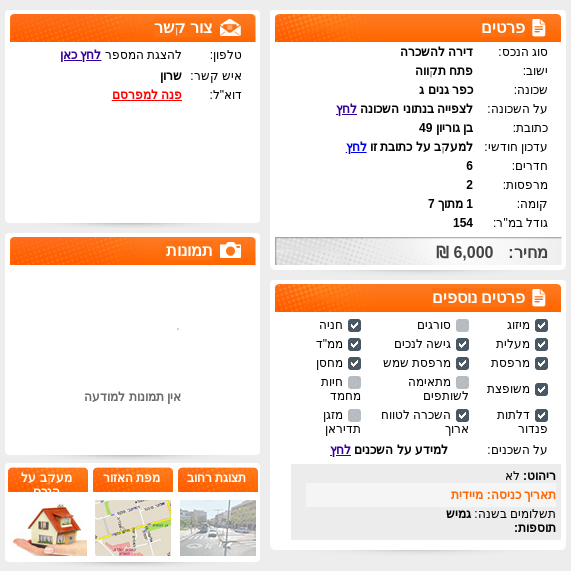 פרטים
סוג הנכס: דירה להשכרה
ישוב: פתח תקווה
שכונה: כפר גנים ג
על השכונה: לצפייה בנתוני השכונה לחץ
כתובת: בן גוריון 49
עדכון חודשי: למעקב על כתובת זו לחץ
חדרים: 6
מרפסות: 2
קומה: 1 מתוך 7
גודל במ"ר: 154
מחיר: 6,000 ₪
פרטים נוספים
מיזוג סורגים חניה
מעלית גישה לנכים ממ"ד
מרפסת מרפסת שמש מחסן
משופצת מתאימה לשותפים חיות מחמד
דלתות פנדור השכרה לטווח ארוך מזגן תדיראן
על השכנים: למידע על השכנים לחץ
ריהוט: לא
תאריך כניסה: מיידית
תשלומים בשנה: גמיש
תוספות:
צור קשר
טלפון: להצגת המספר לחץ כאן
איש קשר: שרון
דוא"ל: פנה למפרסם
תמונות
אין תמונות למודעה
תצוגת רחוב
מפת האזור
מעקב על
הנכס